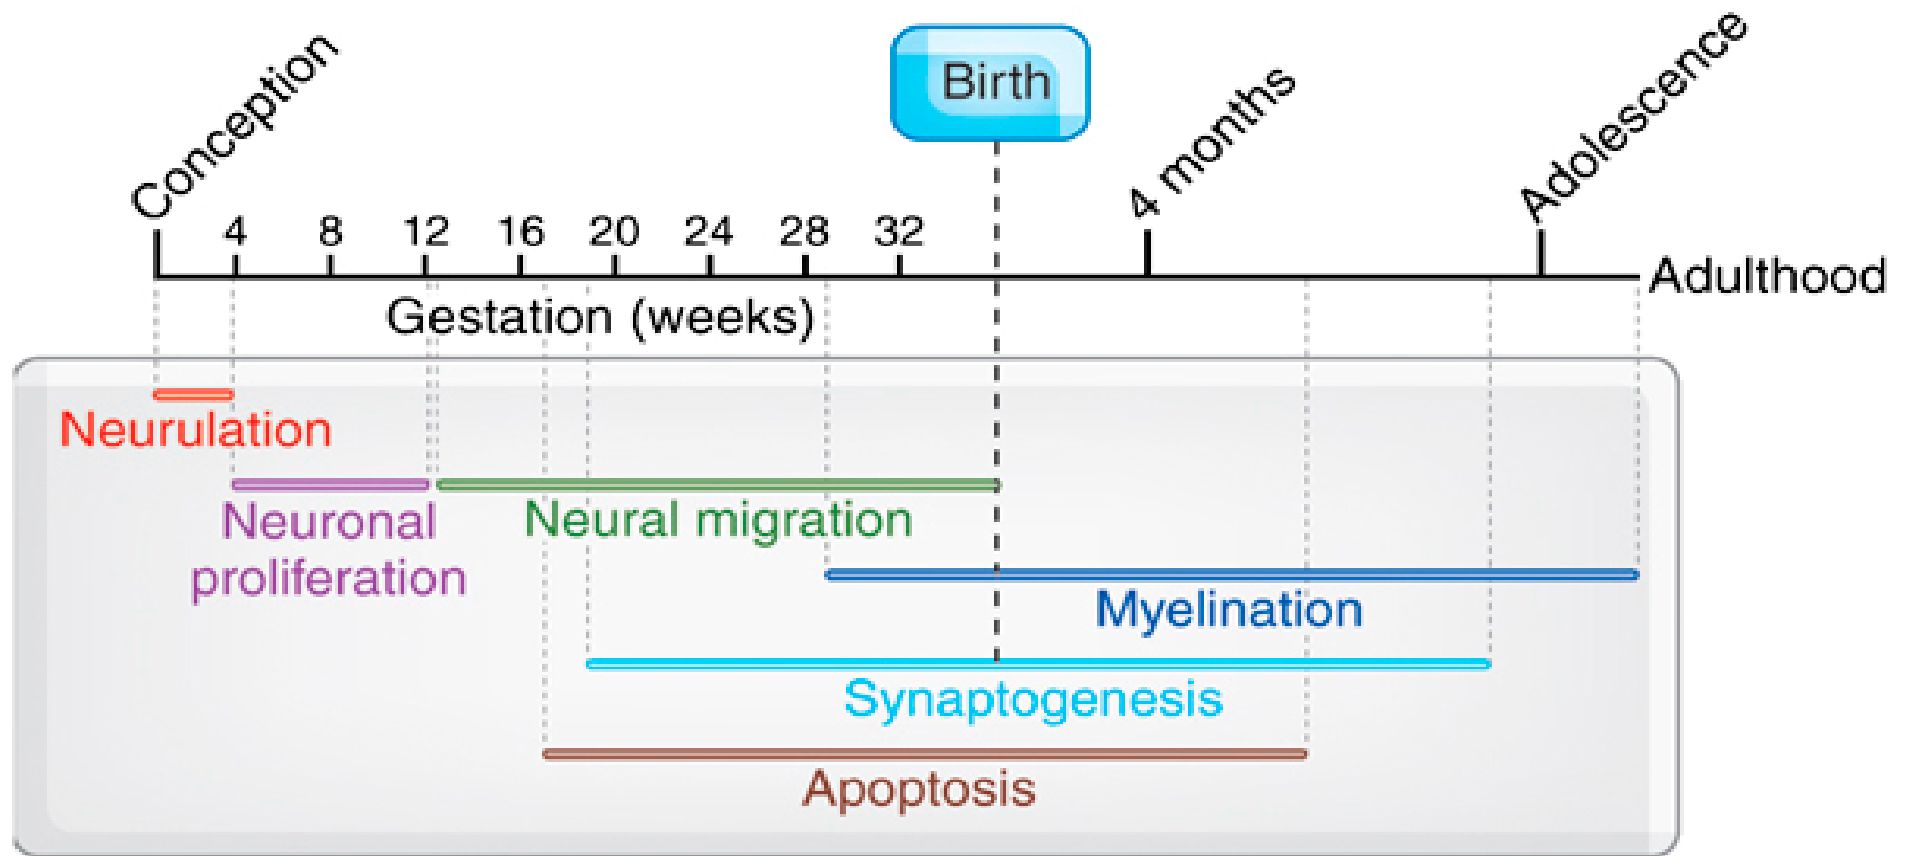 Conception
Birth
4 months
Adolescence
4 8 12 16 20 24 28 32
Adulthood
Gestation (weeks)
Neurulation
Neuronal
proliferation
Neural migration
Myelination
Synaptogenesis
Apoptosis